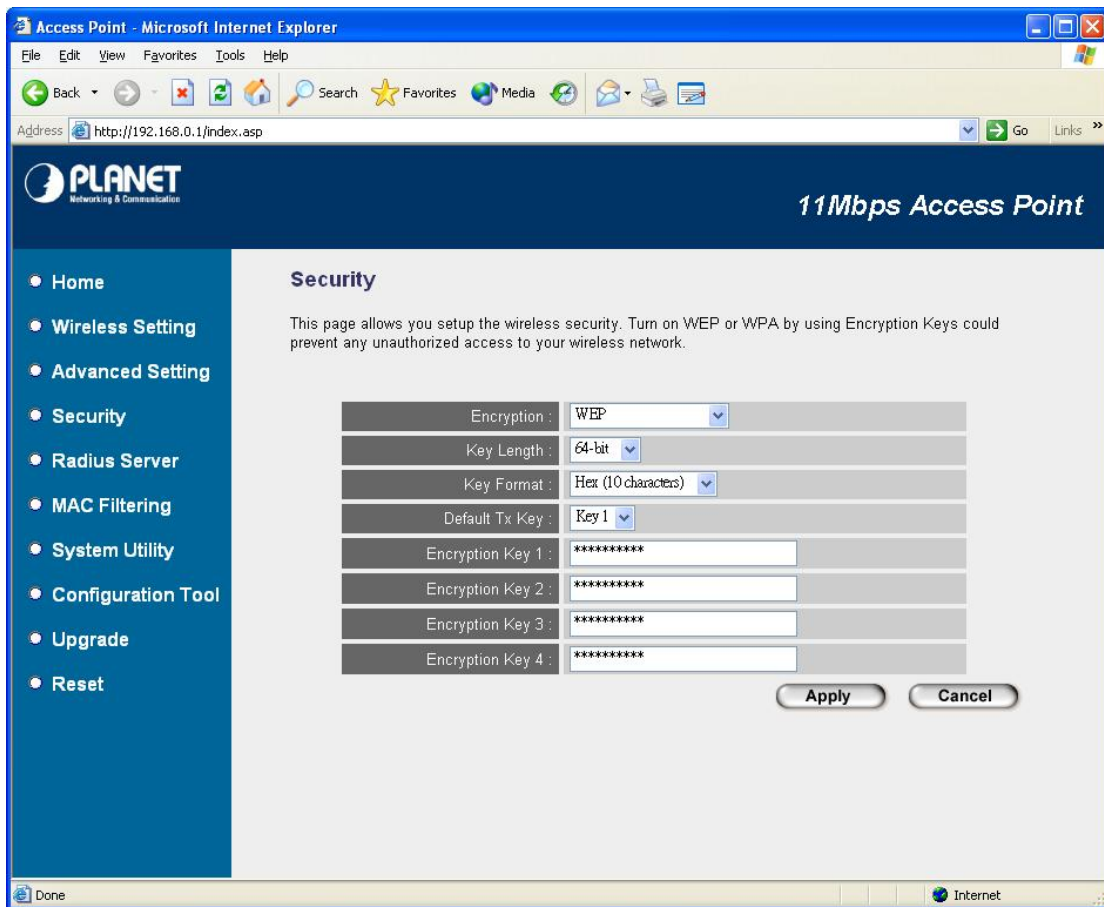 Access Point - Microsoft Internet Explorer
File Edit View Favorites Tools Help
Back Search Favorites Media
Address http://192.168.0.1/index.asp Go Links »
PLANET
Networking & Communication
11Mbps Access Point
Home
Wireless Setting
Advanced Setting
Security
Radius Server
MAC Filtering
System Utility
Configuration Tool
Upgrade
Reset
Security
This page allows you setup the wireless security. Turn on WEP or WPA by using Encryption Keys could
prevent any unauthorized access to your wireless network.
Encryption : WEP
Key Length : 64-bit
Key Format : Hex (10 characters)
Default Tx Key : Key 1
Encryption Key 1 : **********
Encryption Key 2 : **********
Encryption Key 3 : **********
Encryption Key 4 : **********
Apply Cancel
Done Internet